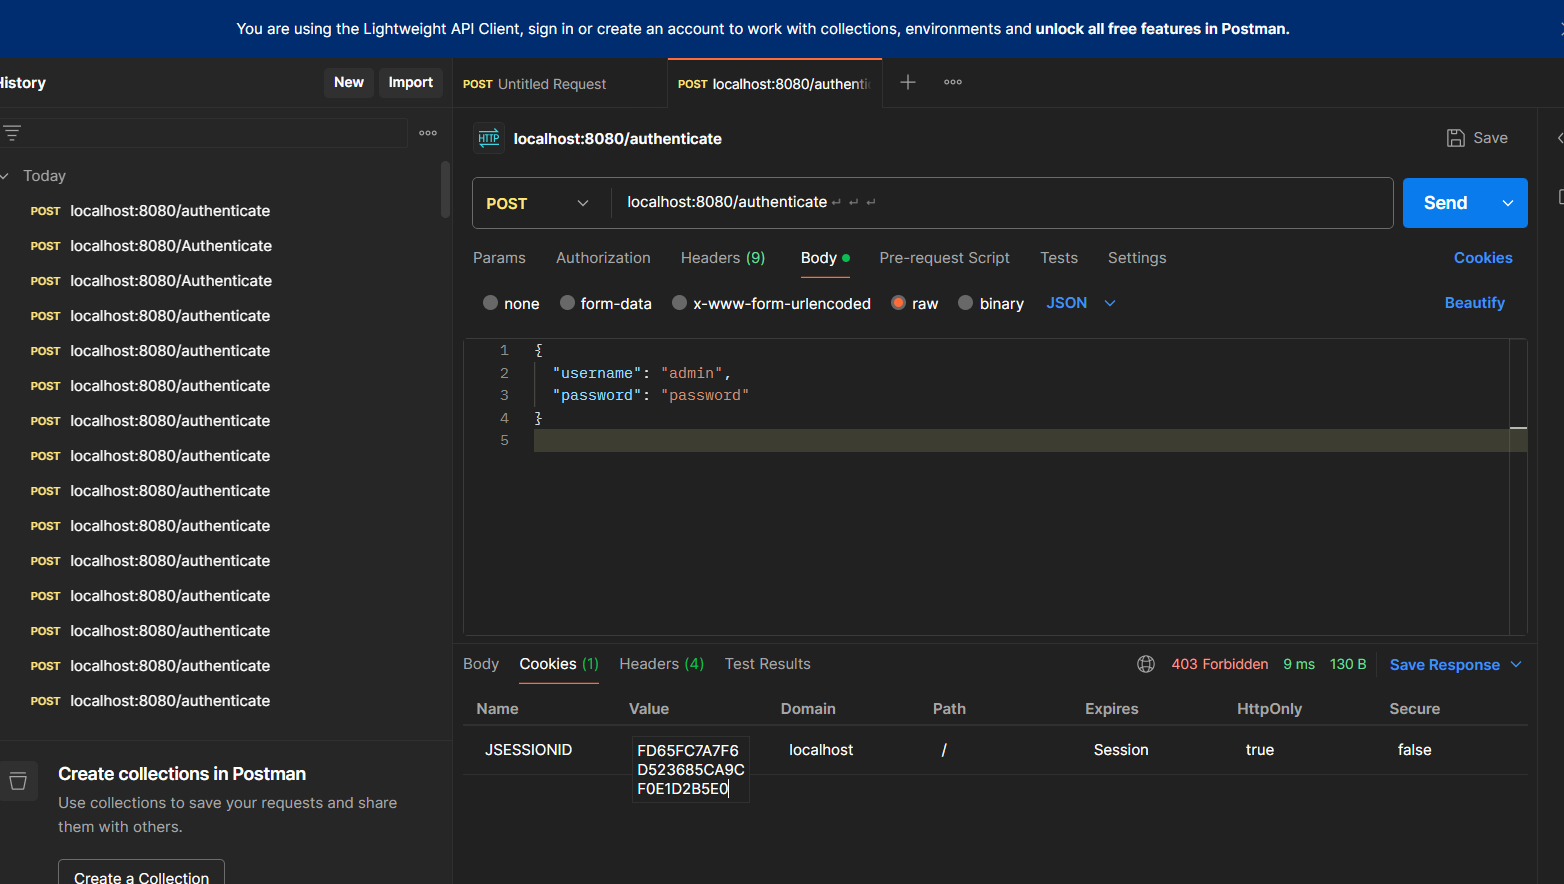 You are using the Lightweight API Client, sign in or create an account to work with collections, environments and unlock all free features in Postman.
History
New
Import
POST Untitled Request
POST localhost:8080/authenti
HTTP
localhost:8080/authenticate
Save
Today
POST localhost:8080/authenticate
POST localhost:8080/Authenticate
POST localhost:8080/Authenticate
POST localhost:8080/authenticate
POST localhost:8080/authenticate
POST localhost:8080/authenticate
POST localhost:8080/authenticate
POST localhost:8080/authenticate
POST localhost:8080/authenticate
POST localhost:8080/authenticate
POST localhost:8080/authenticate
POST localhost:8080/authenticate
POST localhost:8080/authenticate
POST localhost:8080/authenticate
POST localhost:8080/authenticate
Create collections in Postman
Use collections to save your requests and share
them with others.
Create a Collection
POST
localhost:8080/authenticate ↵ ↵ ↵
Send
Params Authorization Headers (9) Body Pre-request Script Tests Settings Cookies
none form-data x-www-form-urlencoded raw binary JSON Beautify
1 {
2 "username": "admin",
3 "password": "password"
4 }
5
Body Cookies (1) Headers (4) Test Results 403 Forbidden 9 ms 130 B Save Response
Name Value Domain Path Expires HttpOnly Secure
JSESSIONID FD65FC7A7F6 localhost / Session true false
D523685CA9C
F0E1D2B5E0